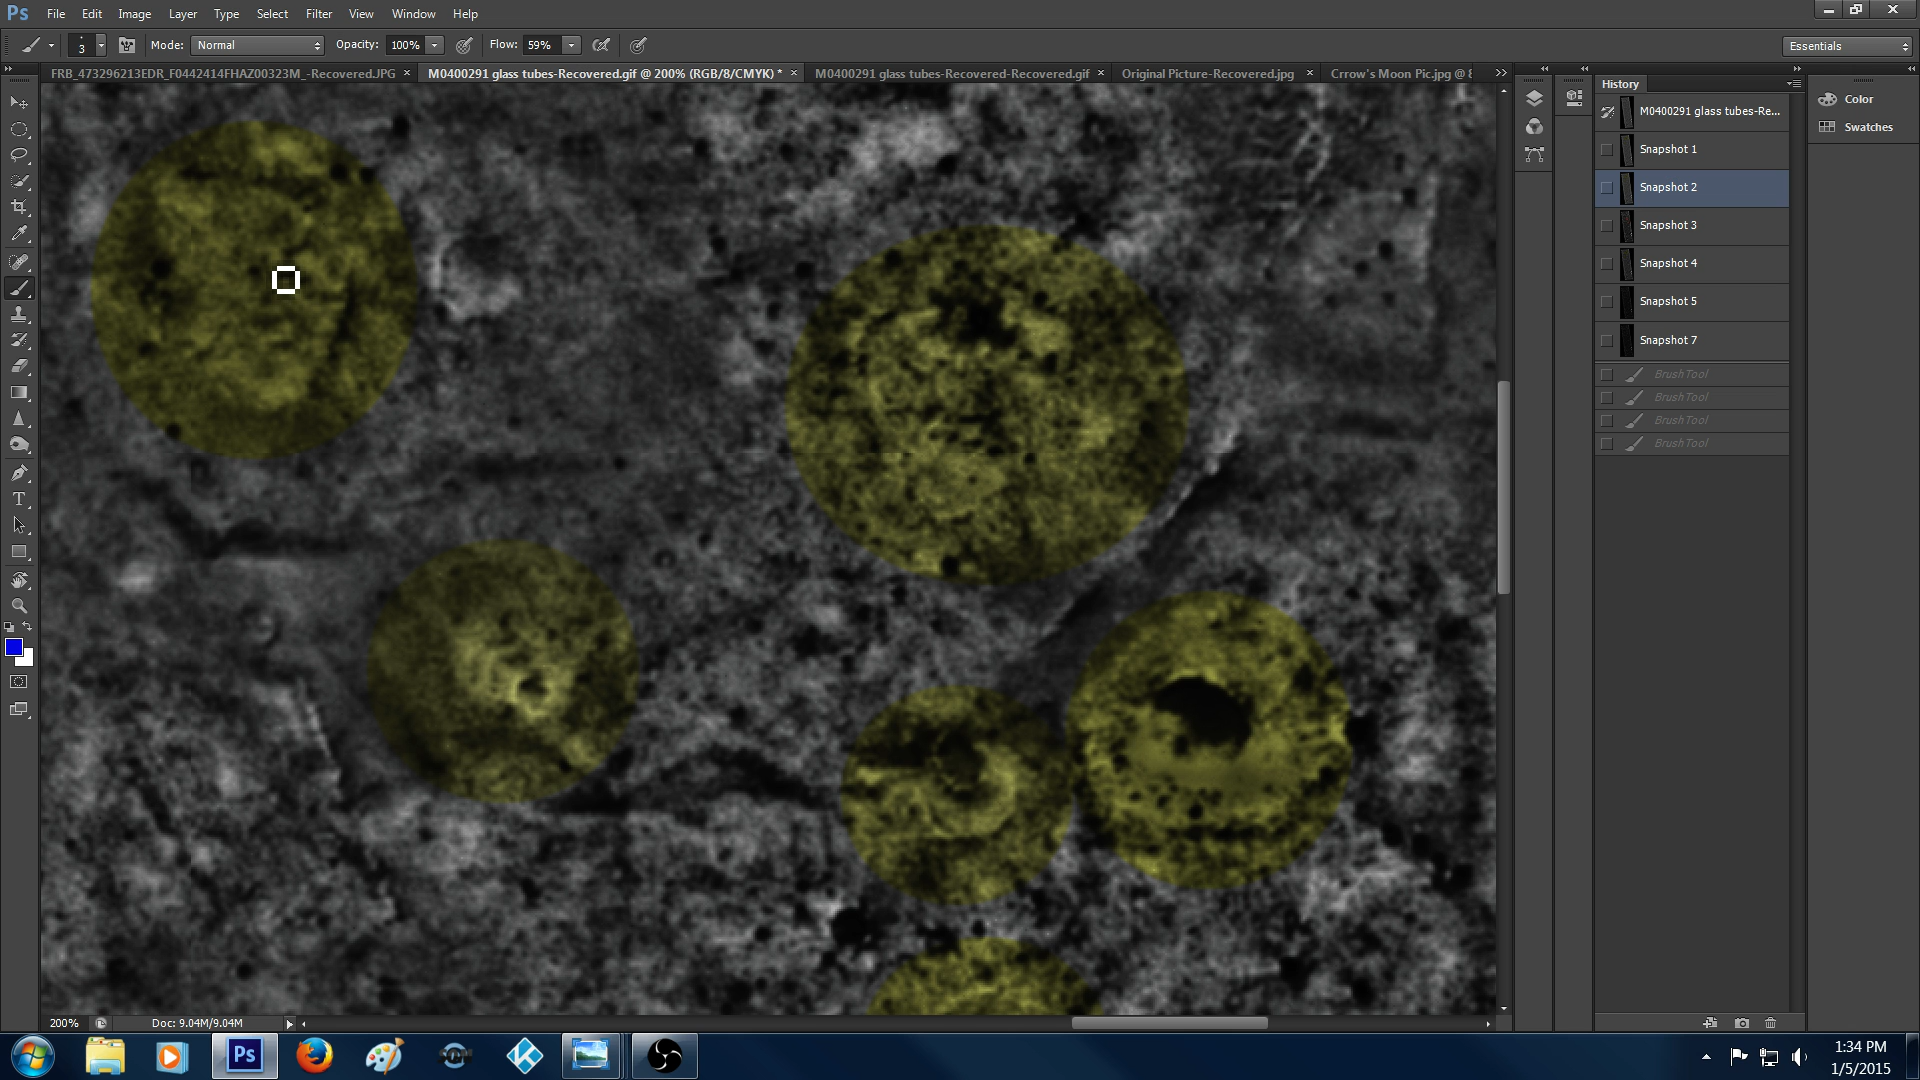 Ps File Edit Image Layer Type Select Filter View Window Help
3 Mode: Normal Opacity: 100% Flow: 59% Essentials
FRB_473296213EDR_F0442414FHAZ00323M_-Recovered.JPG × M0400291 glass tubes-Recovered.gif @ 200% (RGB/8/CMYK) * × M0400291 glass tubes-Recovered-Recovered.gif × Original Picture-Recovered.jpg × Crrow's Moon Pic.jpg @ 8
History
M0400291 glass tubes-Re...
Snapshot 1
Snapshot 2
Snapshot 3
Snapshot 4
Snapshot 5
Snapshot 7
Brush Tool
Brush Tool
Brush Tool
Brush Tool
Color
Swatches
T
200% Doc: 9.04M/9.04M
Ps
1:34 PM
1/5/2015